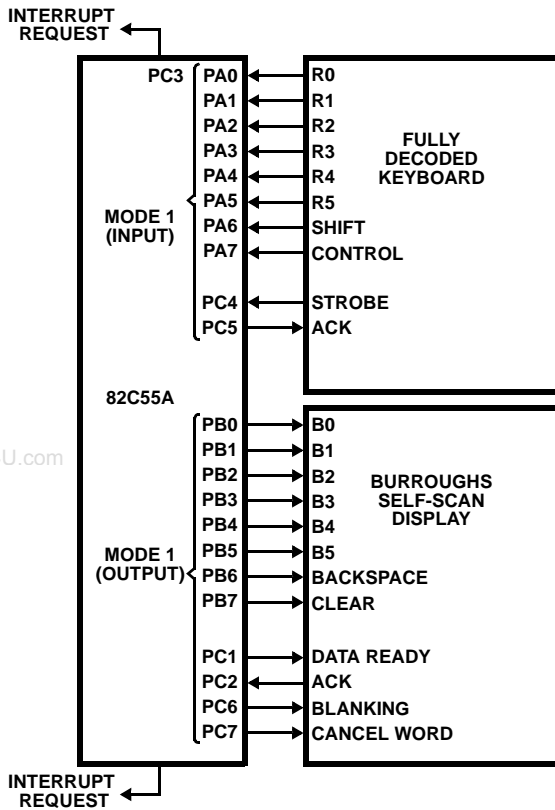 INTERRUPT
REQUEST
PC3 PA0 R0
PA1 R1
PA2 R2
PA3 R3
PA4 R4
PA5 R5
PA6 SHIFT
PA7 CONTROL
MODE 1
(INPUT)
FULLY
DECODED
KEYBOARD
PC4 STROBE
PC5 ACK
82C55A
PB0 B0
PB1 B1
PB2 B2
PB3 B3
PB4 B4
PB5 B5
PB6 BACKSPACE
PB7 CLEAR
MODE 1
(OUTPUT)
BURROUGHS
SELF-SCAN
DISPLAY
PC1 DATA READY
PC2 ACK
PC6 BLANKING
PC7 CANCEL WORD
INTERRUPT
REQUEST
U.com